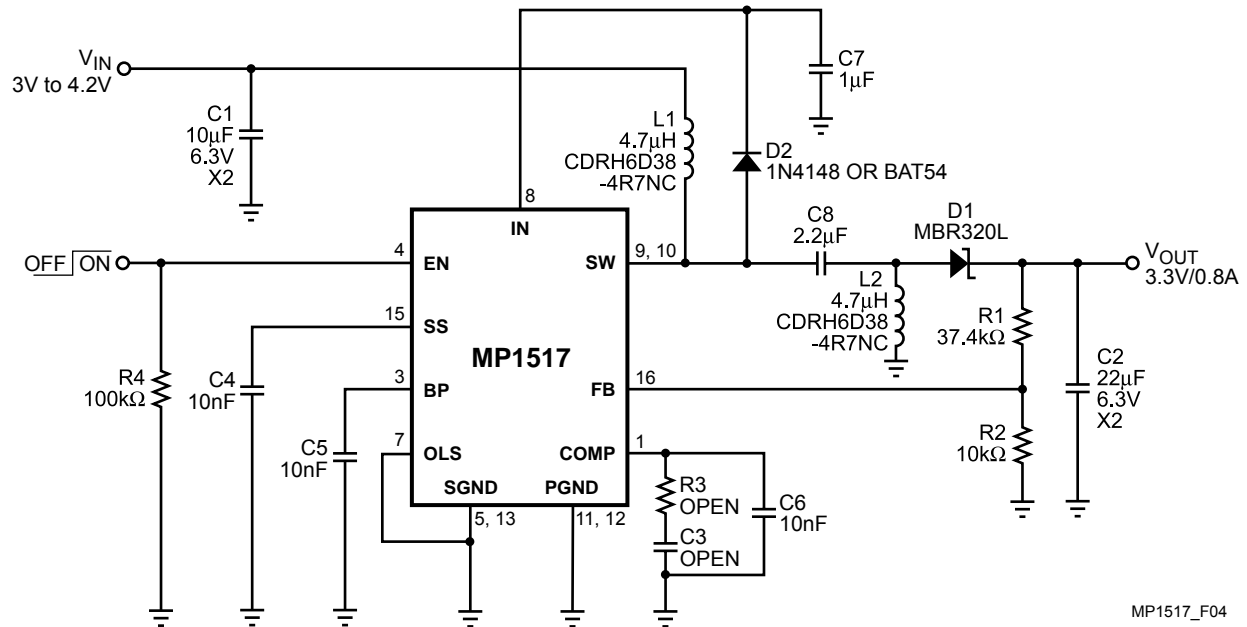 VIN
3V to 4.2V
C1
10µF
6.3V
X2
L1
4.7µH
CDRH6D38
-4R7NC
C7
1µF
D2
1N4148 OR BAT54
8
IN
C8
2.2µF
D1
MBR320L
OFF ON
4
EN
SW
9, 10
VOUT
3.3V/0.8A
L2
4.7µH
CDRH6D38
-4R7NC
R1
37.4kΩ
15
SS
MP1517
R4
100kΩ
C4
10nF
3
BP
FB
16
C2
22µF
6.3V
X2
C5
10nF
7
OLS
COMP
1
R2
10kΩ
SGND
PGND
5, 13
11, 12
R3
OPEN
C6
10nF
C3
OPEN
MP1517_F04